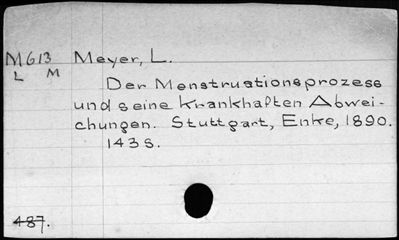 M613 Meyer, L.
L M
Der Menstruationsprozess
und seine krankhaften Abwei-
chungen. Stuttgart, Enke, 1890.
143 S.
487.